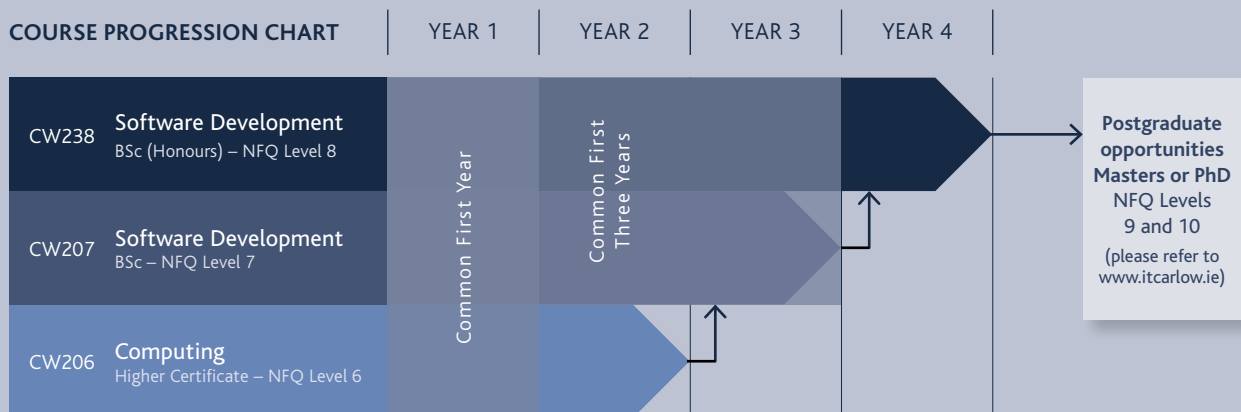 COURSE PROGRESSION CHART
YEAR 1
YEAR 2
YEAR 3
YEAR 4
CW238
Software Development
BSc (Honours) – NFQ Level 8
CW207
Software Development
BSc – NFQ Level 7
CW206
Computing
Higher Certificate – NFQ Level 6
Common First Year
Common First
Three Years
Postgraduate
opportunities
Masters or PhD
NFQ Levels
9 and 10
(please refer to
www.itcarlow.ie)